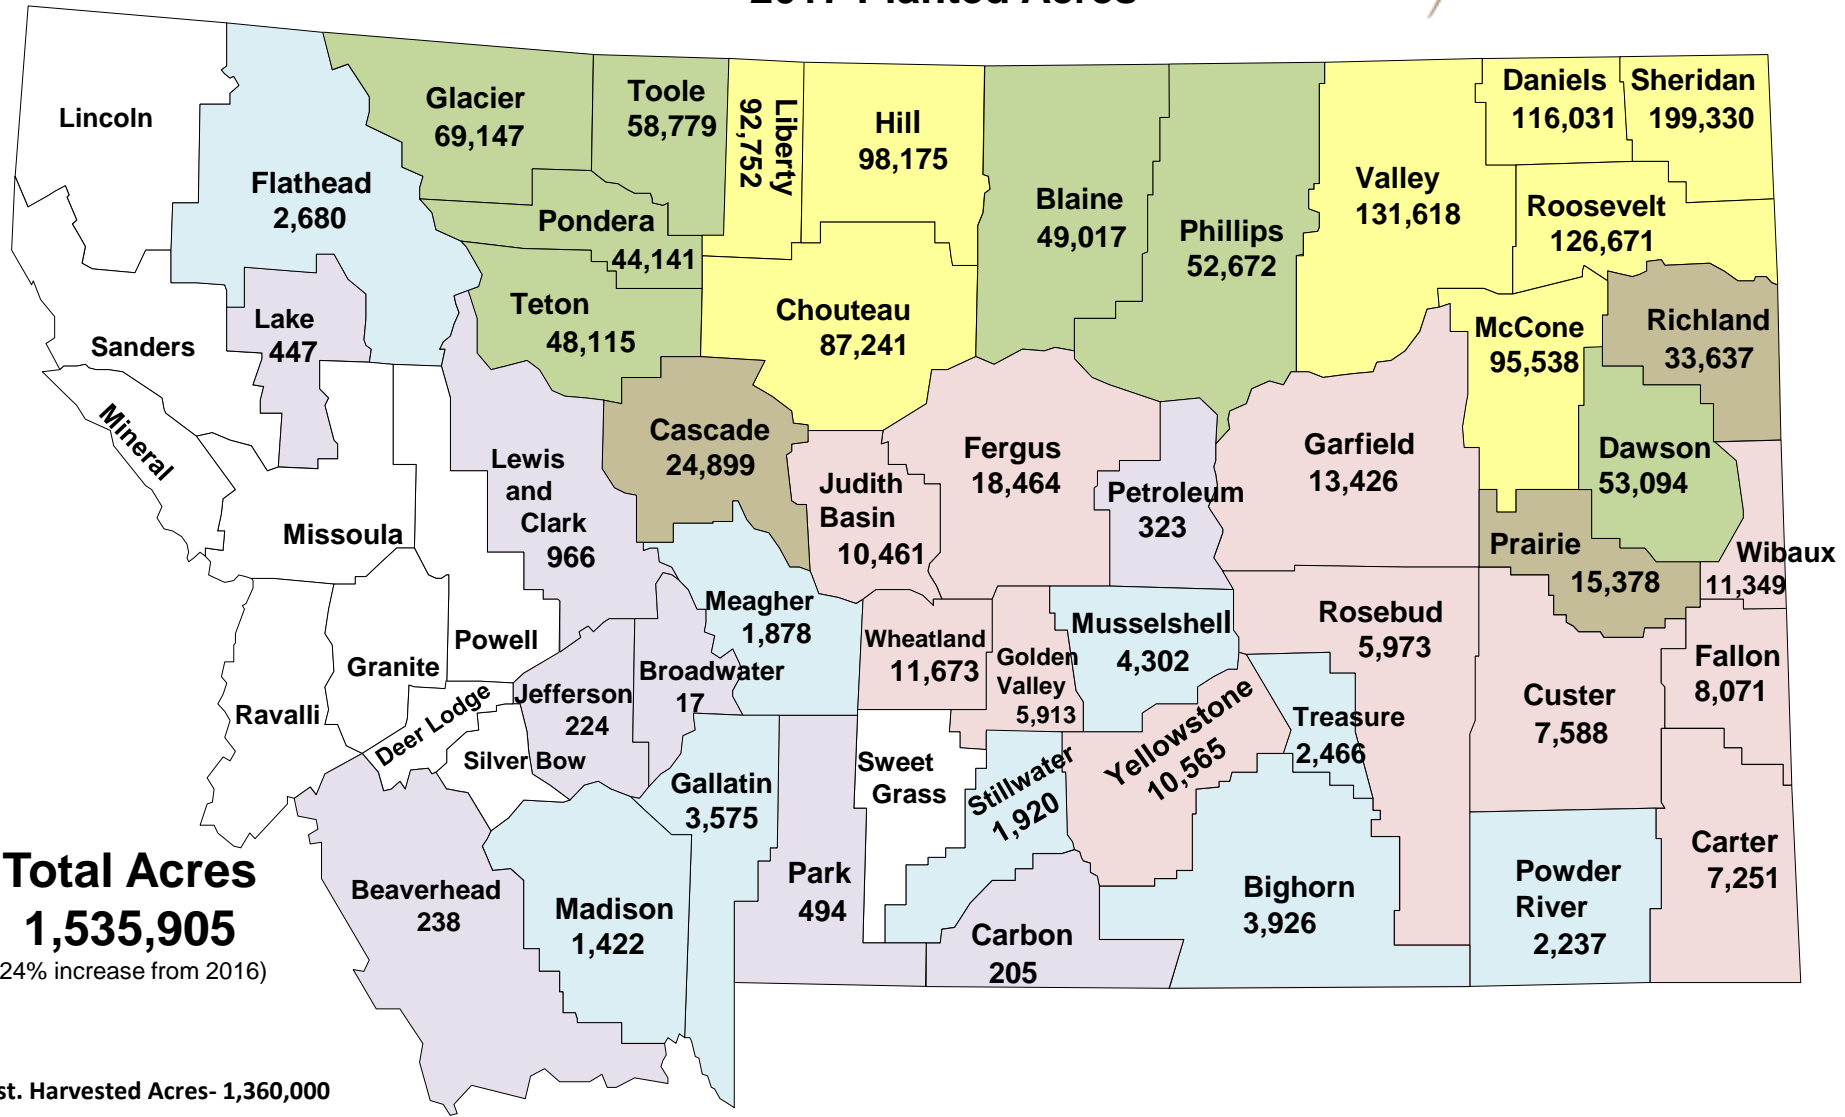 2017 Planted Acres
Lincoln
Flathead
2,680
Glacier
69,147
Toole
58,779
Liberty
92,752
Hill
98,175
Blaine
49,017
Phillips
52,672
Valley
131,618
Daniels
116,031
Sheridan
199,330
Roosevelt
126,671
Pondera
44,141
Teton
48,115
Chouteau
87,241
McCone
95,538
Richland
33,637
Lake
447
Sanders
Mineral
Missoula
Lewis
and
Clark
966
Cascade
24,899
Judith
Basin
10,461
Fergus
18,464
Petroleum
323
Garfield
13,426
Dawson
53,094
Prairie
15,378
Wibaux
11,349
Powell
Granite
Ravalli
Deer Lodge
Silver Bow
Jefferson
224
Broadwater
17
Meagher
1,878
Wheatland
11,673
Golden
Valley
5,913
Musselshell
4,302
Rosebud
5,973
Treasure
2,466
Custer
7,588
Fallon
8,071
Gallatin
3,575
Sweet
Grass
Stillwater
1,920
Yellowstone
10,565
Beaverhead
238
Madison
1,422
Park
494
Carbon
205
Bighorn
3,926
Powder
River
2,237
Carter
7,251
Total Acres
1,535,905
24% increase from 2016)
st. Harvested Acres- 1,360,000